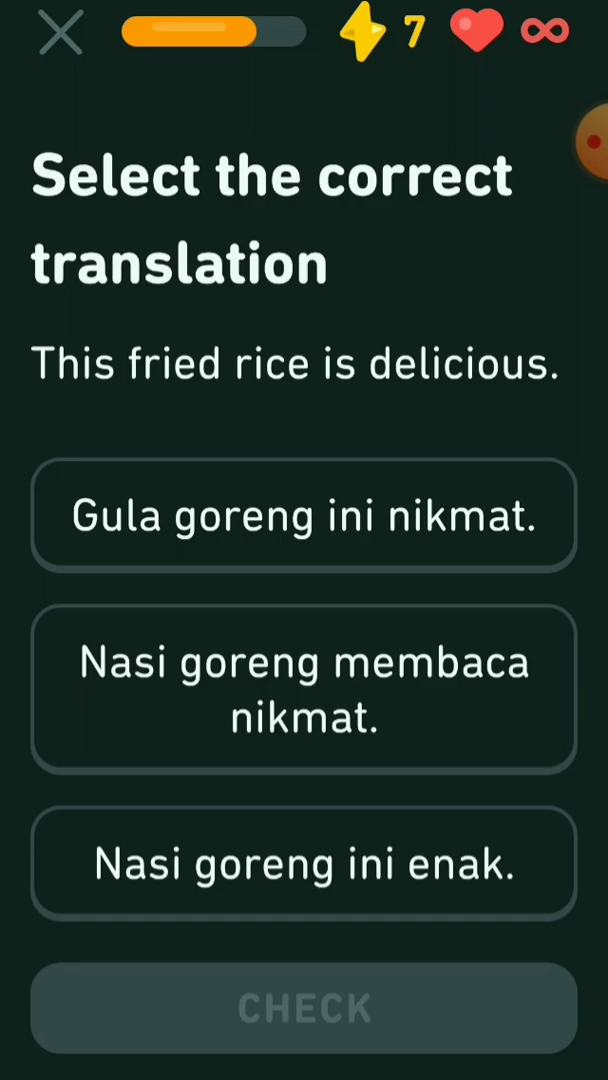 7 ∞
Select the correct
translation
This fried rice is delicious.
Gula goreng ini nikmat.
Nasi goreng membaca
nikmat.
Nasi goreng ini enak.
CHECK